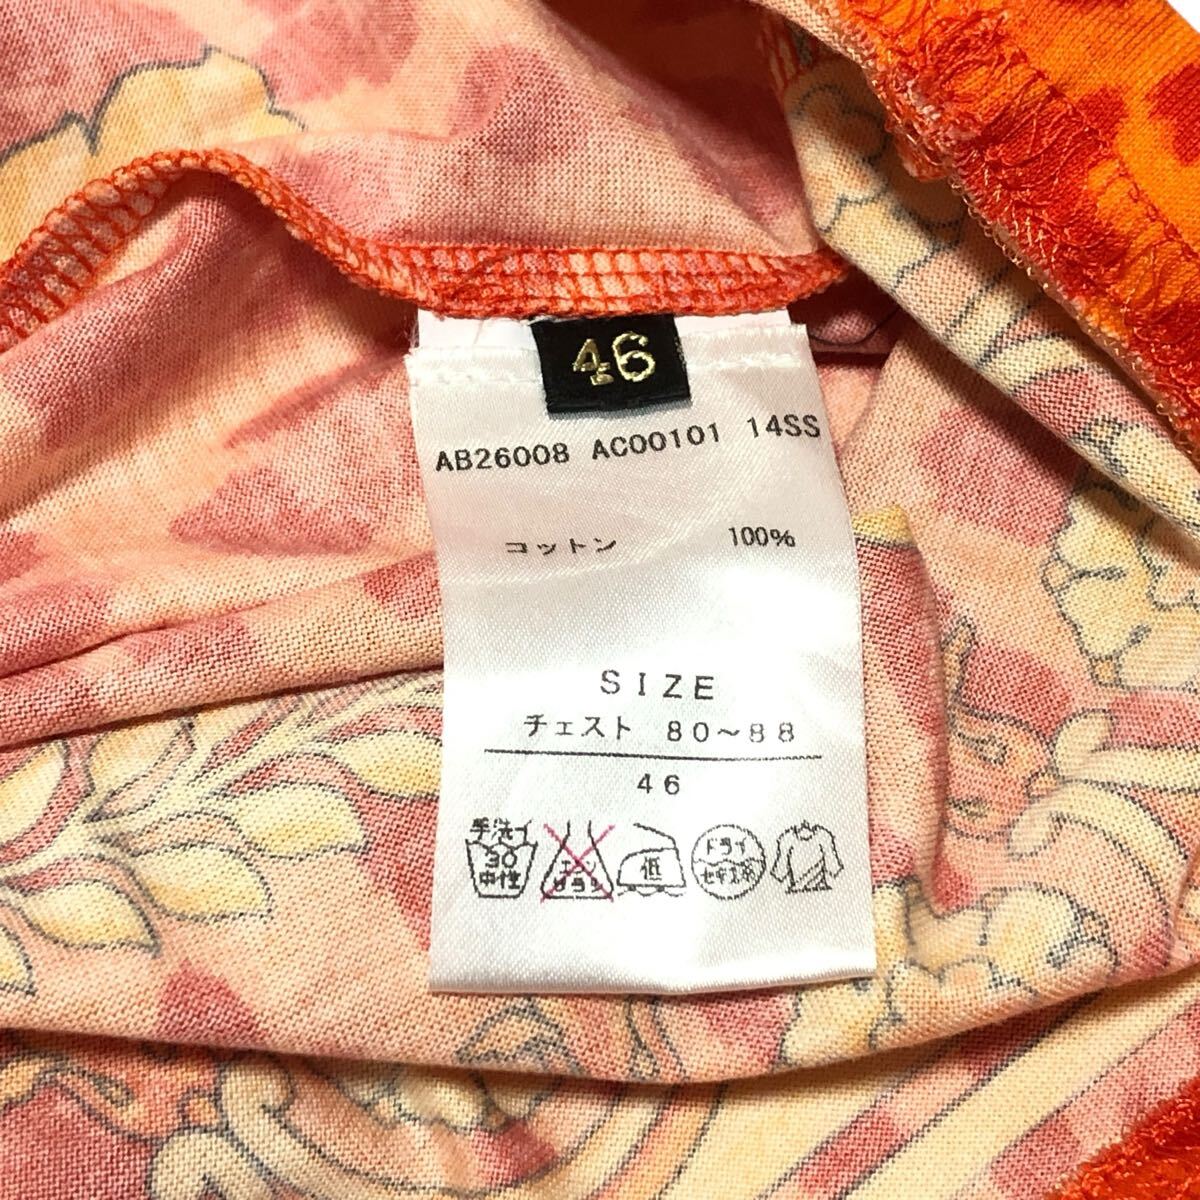 46
AB26008 AC00101 14SS
コットン 100%
SIZE
チェスト 80~88
46
手洗イ
30
中性
エンソ
サラシ
低
ドライ
セキユ系